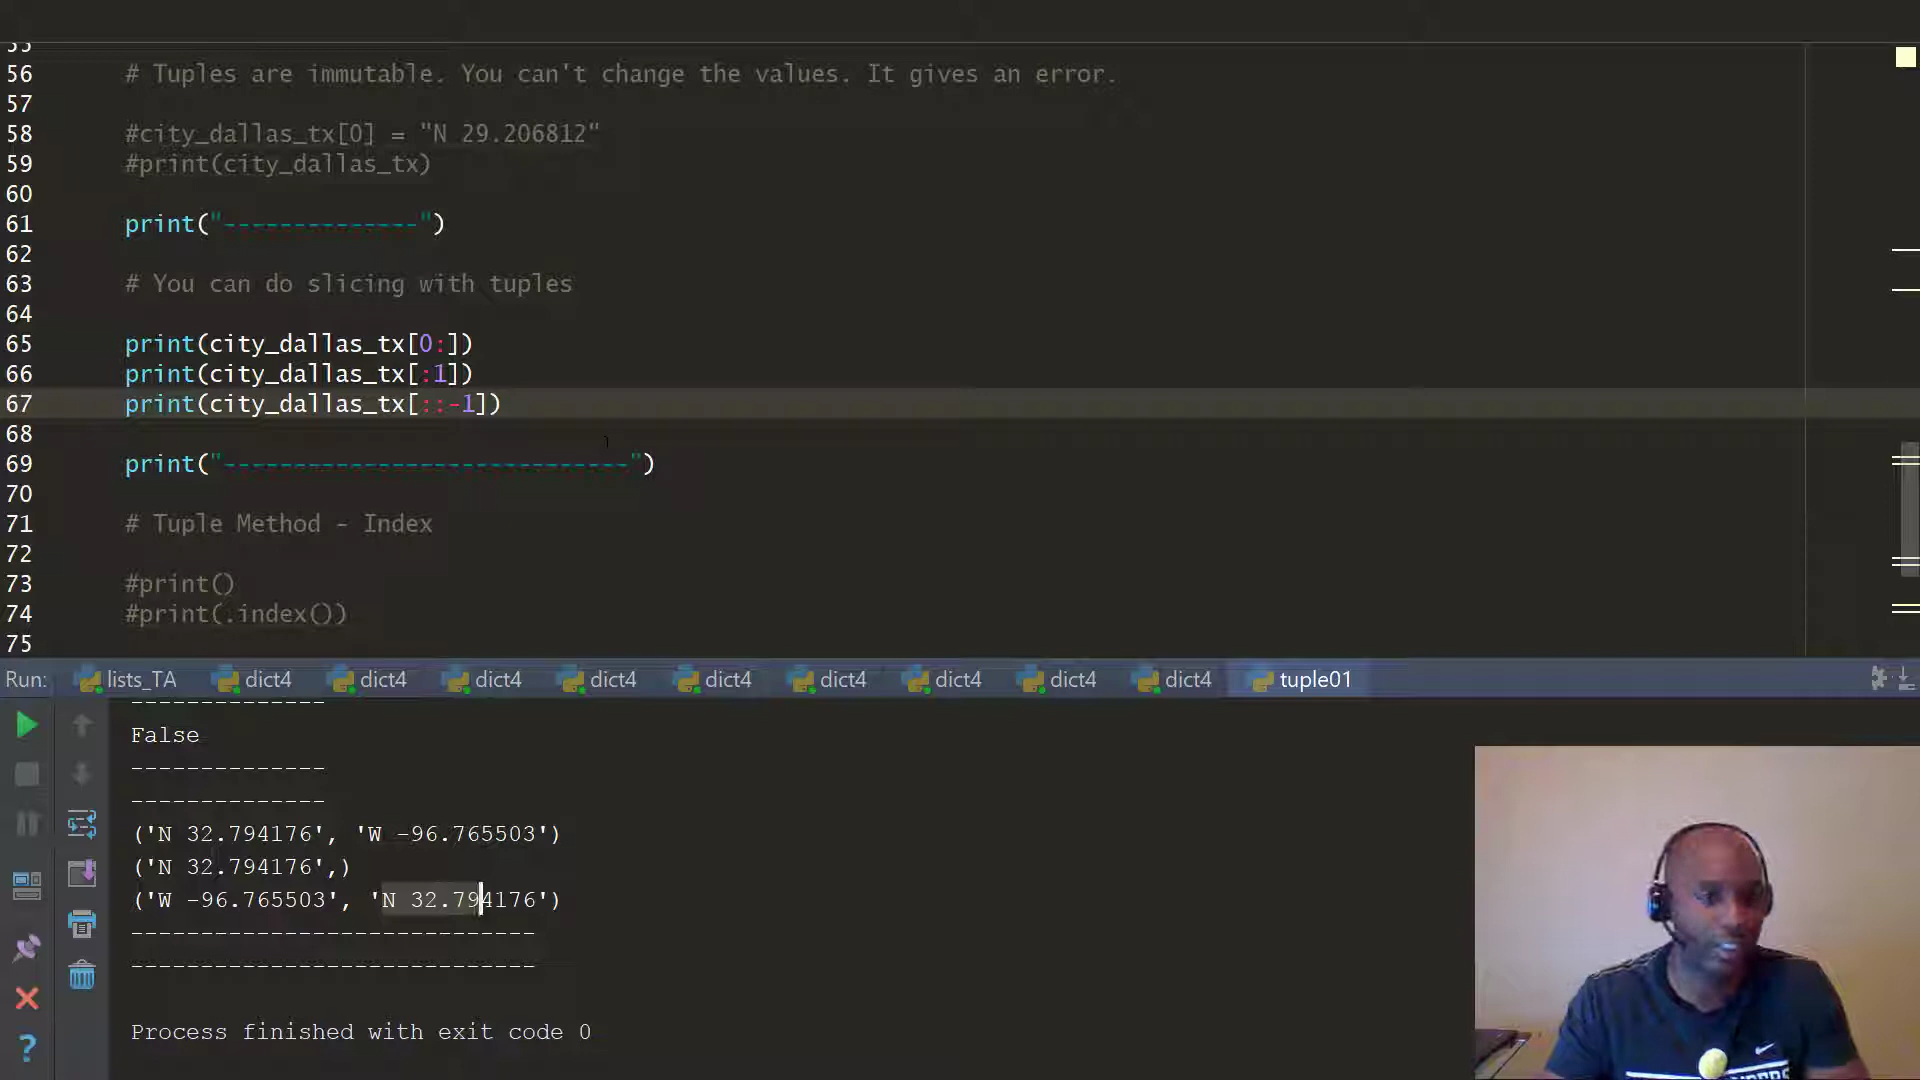 55
56 # Tuples are immutable. You can't change the values. It gives an error.
57
58 #city_dallas_tx[0] = "N 29.206812"
59 #print(city_dallas_tx)
60
61 print("--------------")
62
63 # You can do slicing with tuples
64
65 print(city_dallas_tx[0:])
66 print(city_dallas_tx[:1])
67 print(city_dallas_tx[::-1])
68
69 print("-----------------------------")
70
71 # Tuple Method - Index
72
73 #print()
74 #print(.index())
75
Run: lists_TA dict4 dict4 dict4 dict4 dict4 dict4 dict4 dict4 dict4 tuple01
--------------
False
--------------
--------------
('N 32.794176', 'W -96.765503')
('N 32.794176',)
('W -96.765503', 'N 32.794176')
-----------------------------
-----------------------------
Process finished with exit code 0